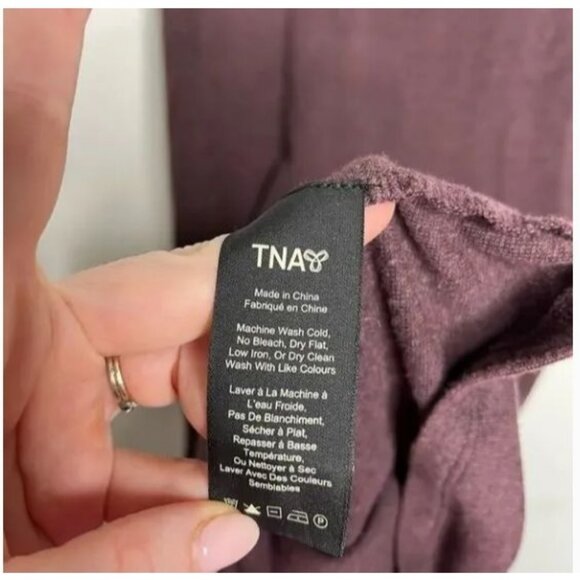 TNA
Made in China
Fabriqué en Chine
Machine Wash Cold,
No Bleach, Dry Flat,
Low Iron, Or Dry Clean
Wash With Like Colours
Laver à La Machine à
L'eau Froide,
Pas De Blanchiment,
Sécher à Plat,
Repasser à Basse
Température,
Ou Nettoyer à Sec
Laver Avec Des Couleurs
Semblables
P